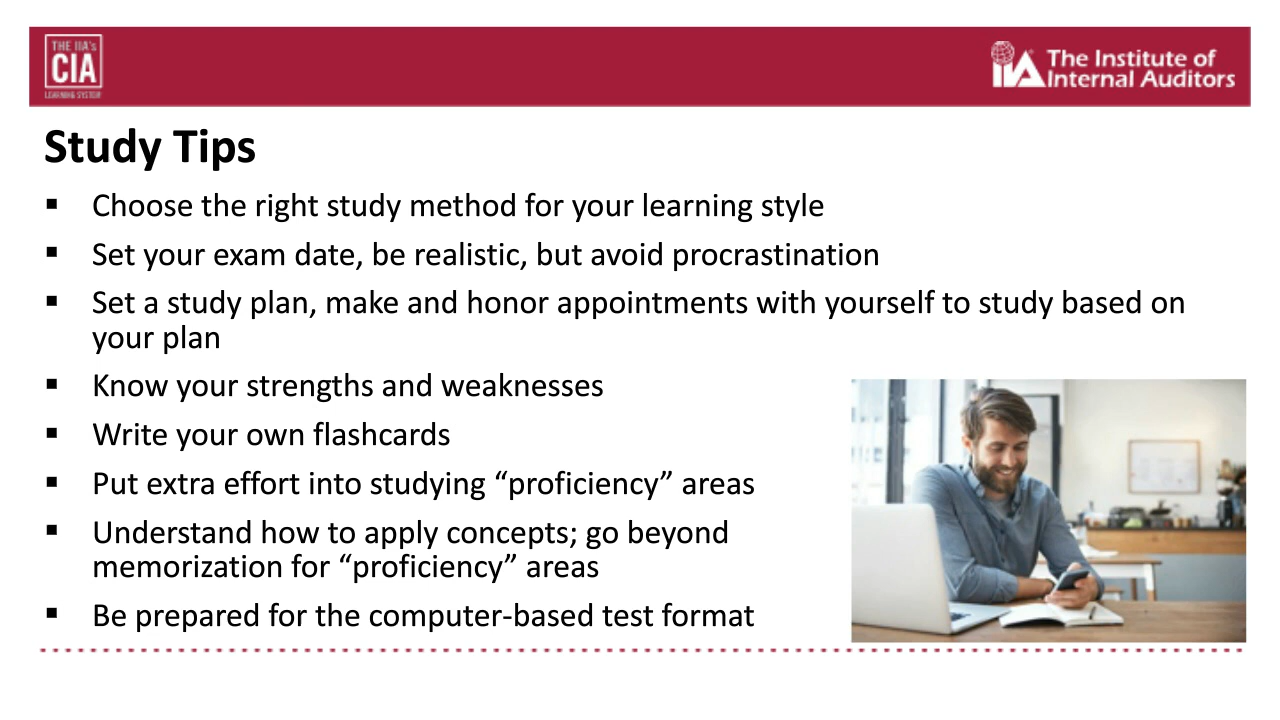 THE IIA's
CIA
LEARNING SYSTEM
IIA
The Institute of
Internal Auditors
Study Tips
▪ Choose the right study method for your learning style
▪ Set your exam date, be realistic, but avoid procrastination
▪ Set a study plan, make and honor appointments with yourself to study based on
your plan
▪ Know your strengths and weaknesses
▪ Write your own flashcards
▪ Put extra effort into studying “proficiency” areas
▪ Understand how to apply concepts; go beyond
memorization for “proficiency” areas
▪ Be prepared for the computer-based test format